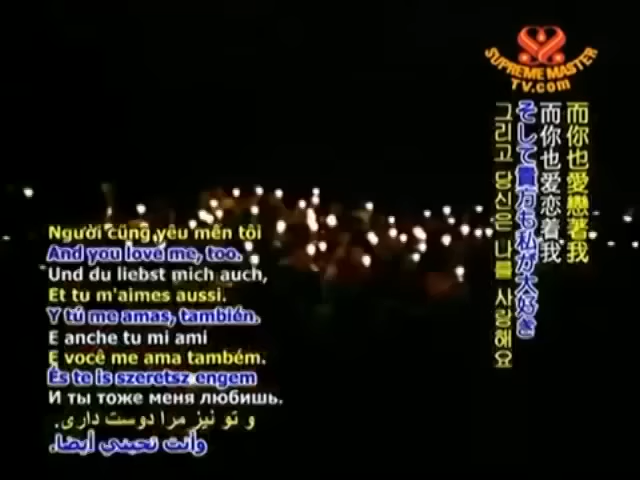 SUPREME MASTER
TV.com
而你也愛戀著我
而你也爱恋着我
そして貴方も私が大好き
그리고 당신은 나를 사랑해요
Người cũng yêu mến tôi
And you love me, too.
Und du liebst mich auch,
Et tu m'aimes aussi.
Y tú me amas, también.
E anche tu mi ami
E você me ama também.
És te is szeretsz engem
И ты тоже меня любишь.
و تو نیز مرا دوست داری.
وأنت تحبيني أيضا.